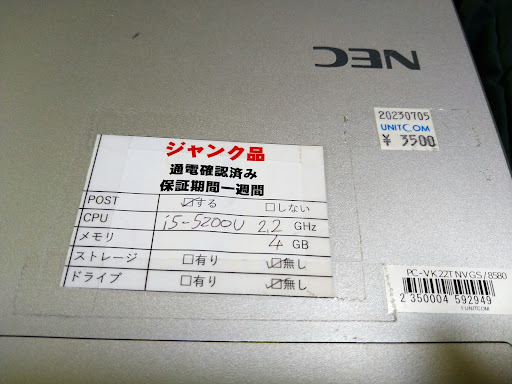 NEC
20230705
UNITCOM
¥ 3500
ジャンク品
通電確認済み
保証期間一週間
POST ☑する □しない
CPU i5-5200U 2.2 GHz
メモリ 4 GB
ストレージ □有り ☑無し
ドライブ □有り ☑無し
PC-VK22TNVGS/8580
2 350004 592949
UNITCOM